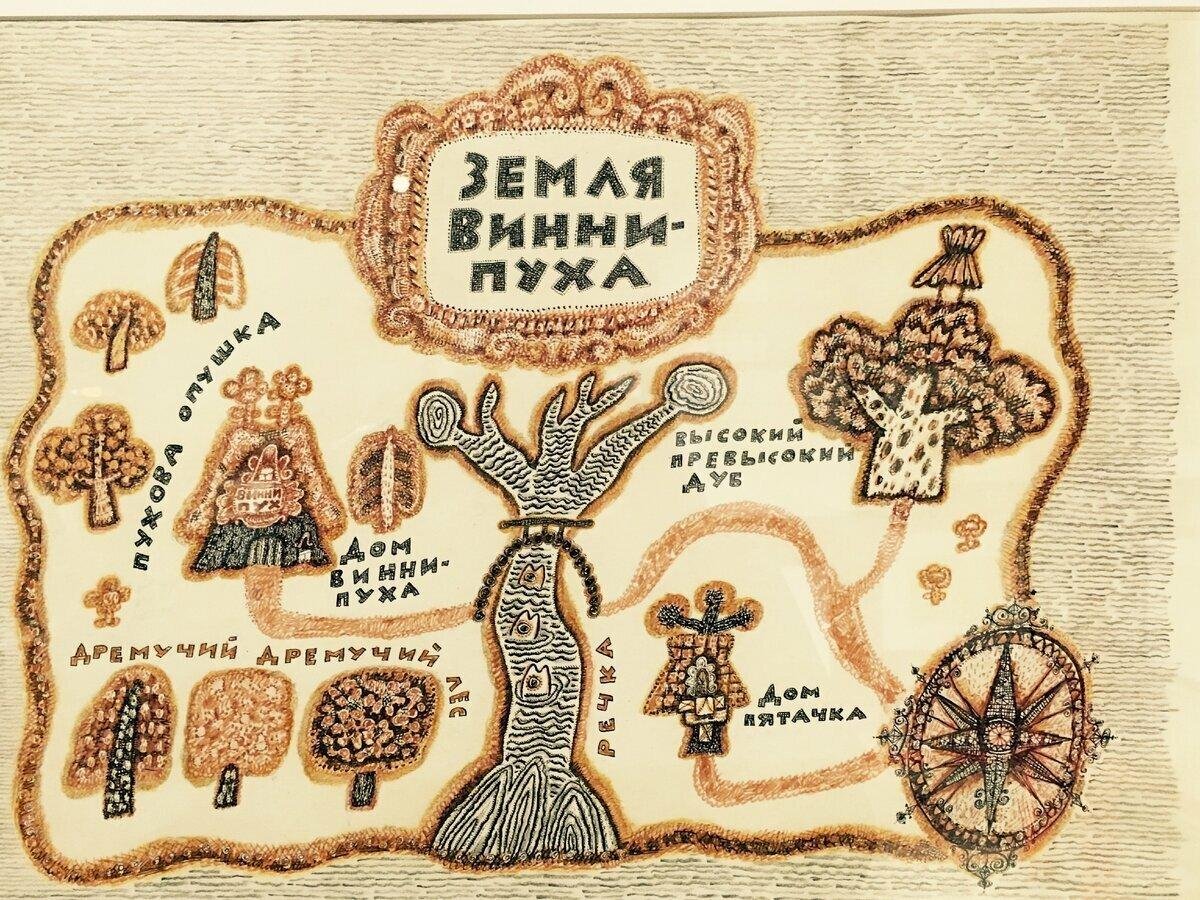 ЗЕМЛЯ
ВИННИ-
ПУХА
ПУХОВА ОПУШКА
ВИННИ
ПУХ
ДОМ
ВИННИ-
ПУХА
ВЫСОКИЙ
ПРЕВЫСОКИЙ
ДУБ
ДРЕМУЧИЙ ДРЕМУЧИЙ
ЛЕС
РЕЧКА
ДОМ
ПЯТАЧКА